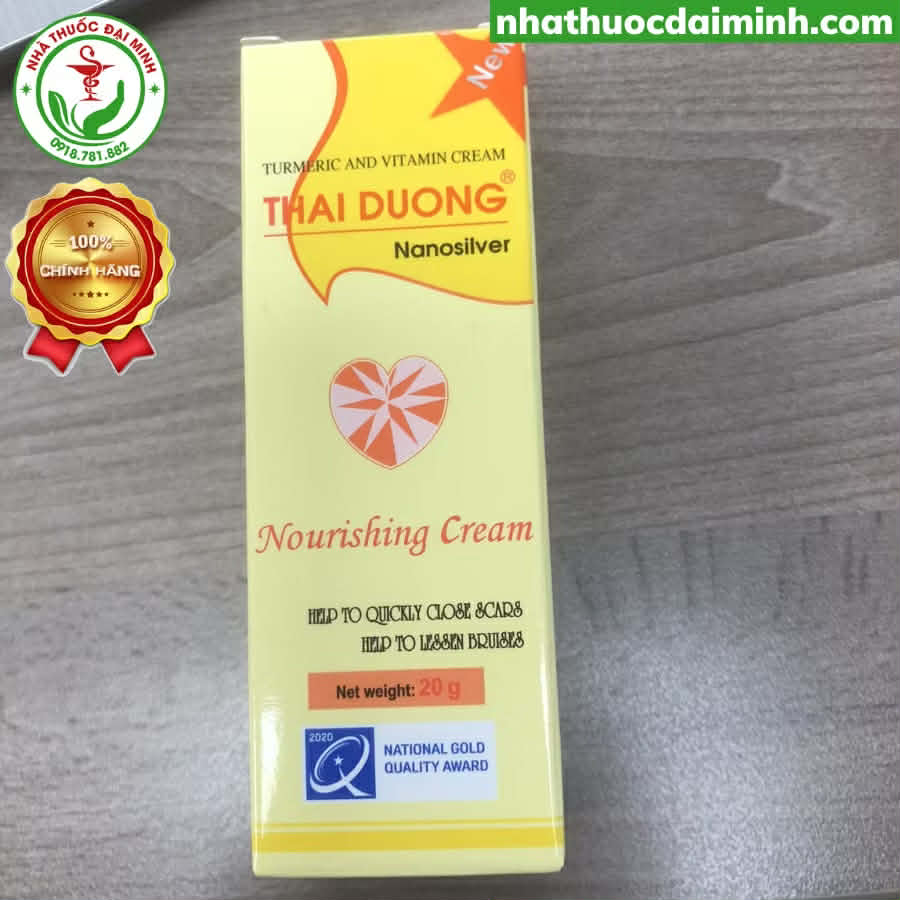 nhathuocdaiminh.com
NHÀ THUỐC ĐẠI MINH
0918.781.882
100%
CHÍNH HÃNG
New
TURMERIC AND VITAMIN CREAM
THAI DUONG®
Nanosilver
Nourishing Cream
HELP TO QUICKLY CLOSE SCARS
HELP TO LESSEN BRUISES
Net weight: 20 g
2020
NATIONAL GOLD
QUALITY AWARD